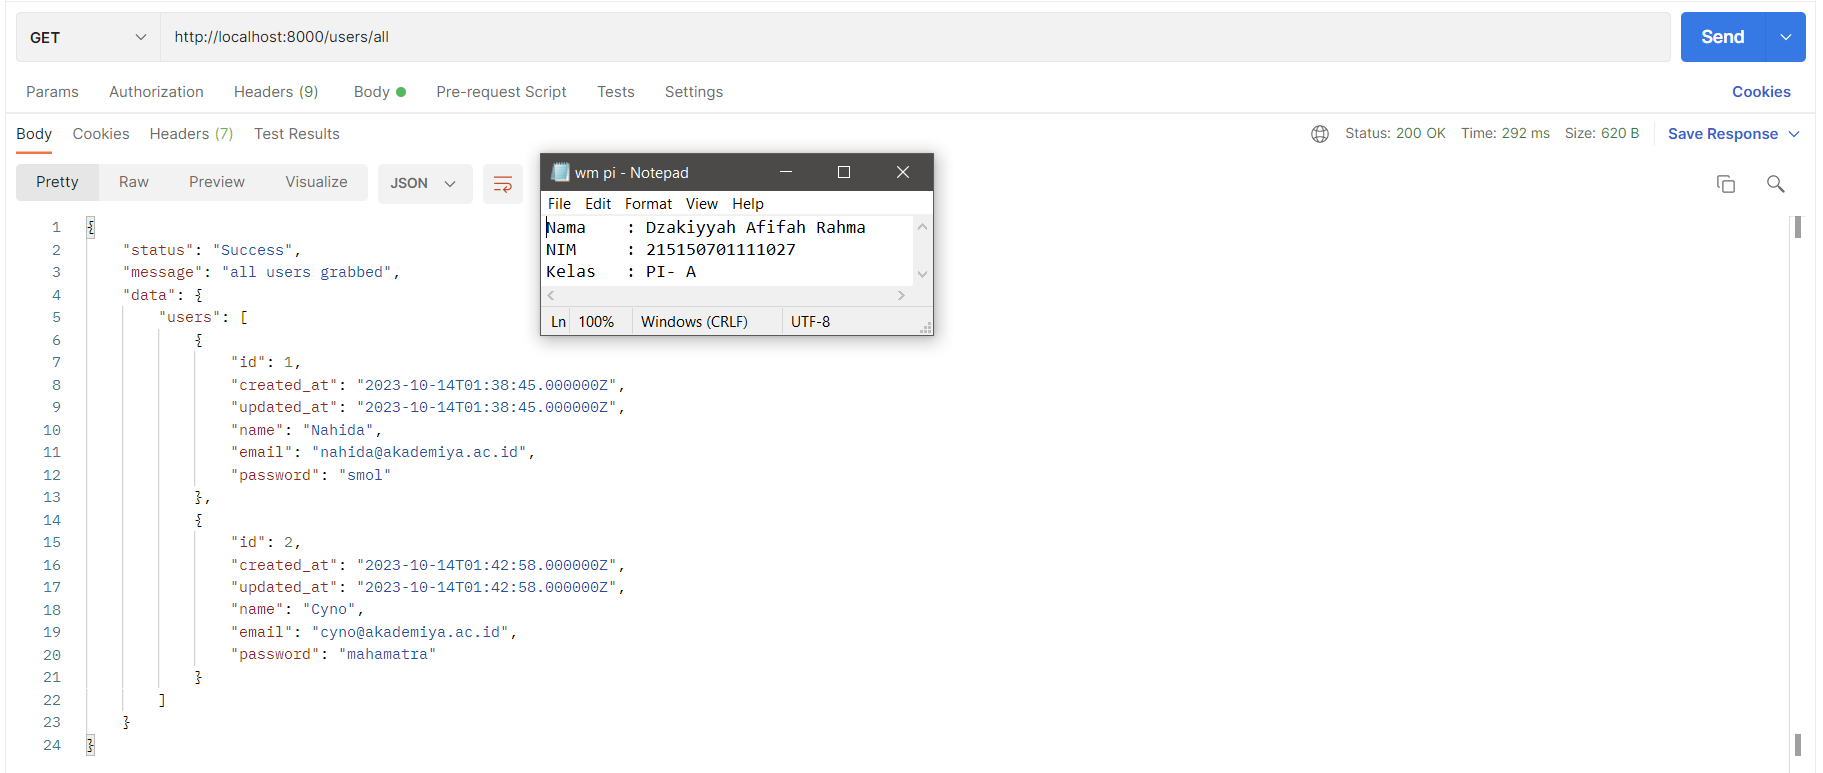 GET http://localhost:8000/users/all Send
Params Authorization Headers (9) Body Pre-request Script Tests Settings Cookies
Body Cookies Headers (7) Test Results Status: 200 OK Time: 292 ms Size: 620 B Save Response
Pretty Raw Preview Visualize JSON
wm pi - Notepad
File Edit Format View Help
Nama : Dzakiyyah Afifah Rahma
NIM : 215150701111027
Kelas : PI- A
Ln 100% Windows (CRLF) UTF-8
1 {
2 "status": "Success",
3 "message": "all users grabbed",
4 "data": {
5 "users": [
6 {
7 "id": 1,
8 "created_at": "2023-10-14T01:38:45.000000Z",
9 "updated_at": "2023-10-14T01:38:45.000000Z",
10 "name": "Nahida",
11 "email": "nahida@akademiya.ac.id",
12 "password": "smol"
13 },
14 {
15 "id": 2,
16 "created_at": "2023-10-14T01:42:58.000000Z",
17 "updated_at": "2023-10-14T01:42:58.000000Z",
18 "name": "Cyno",
19 "email": "cyno@akademiya.ac.id",
20 "password": "mahamatra"
21 }
22 ]
23 }
24 }